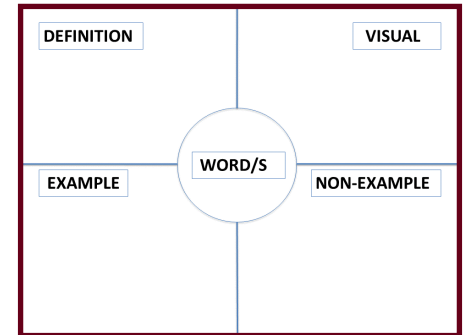 DEFINITION
VISUAL
WORD/S
EXAMPLE
NON-EXAMPLE